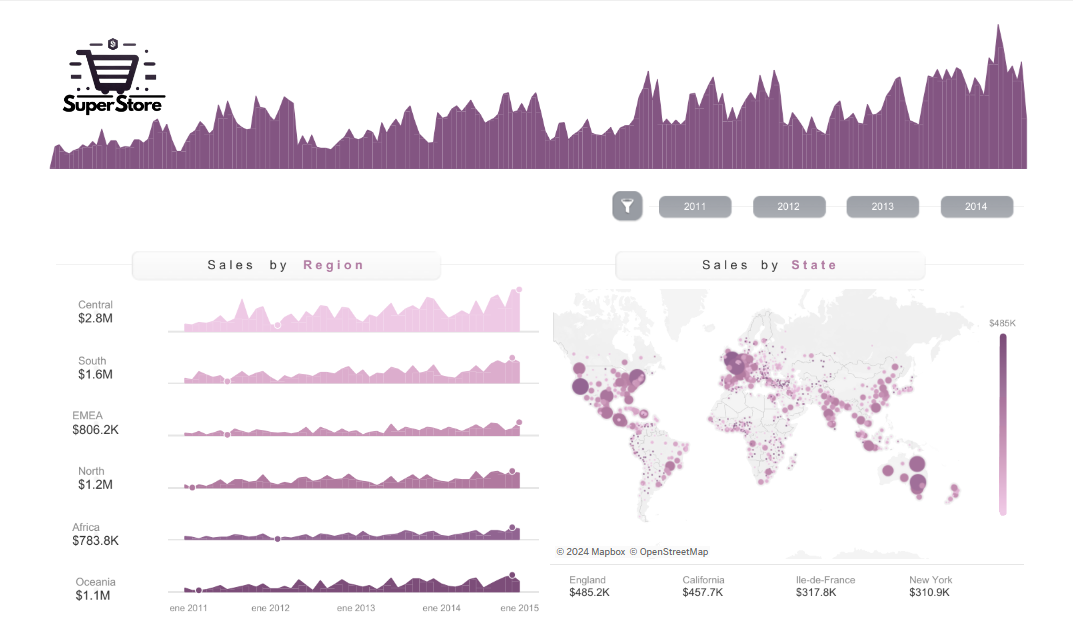 Super Store
2011 2012 2013 2014
Sales by Region
Sales by State
Central
$2.8M
South
$1.6M
EMEA
$806.2K
North
$1.2M
Africa
$783.8K
Oceania
$1.1M
ene 2011 ene 2012 ene 2013 ene 2014 ene 2015
$485K
© 2024 Mapbox © OpenStreetMap
England California Ile-de-France New York
$485.2K $457.7K $317.8K $310.9K